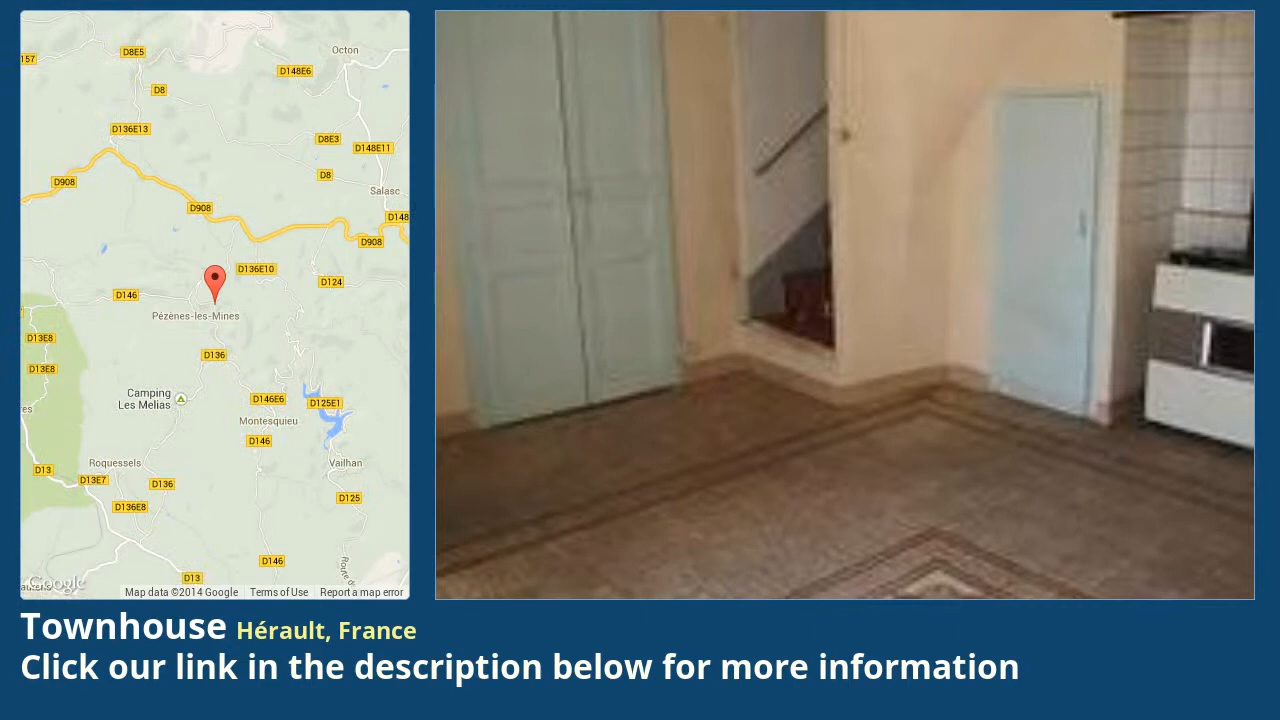 Octon
D8E5
157
D148E6
D8
D136E13
D8E3
D148E11
D8
D908
Salasc
D908
D148
D908
D136E10
D124
D146
Pézènes-les-Mines
D13E8
D136
D13E8
Camping
Les Melias
D146E6
D125E1
Montesquieu
D146
Roquessels
Vailhan
D13
D13E7
D136
D125
D136E8
D146
D13
Google
Map data ©2014 Google Terms of Use Report a map error
Townhouse Hérault, France
Click our link in the description below for more information